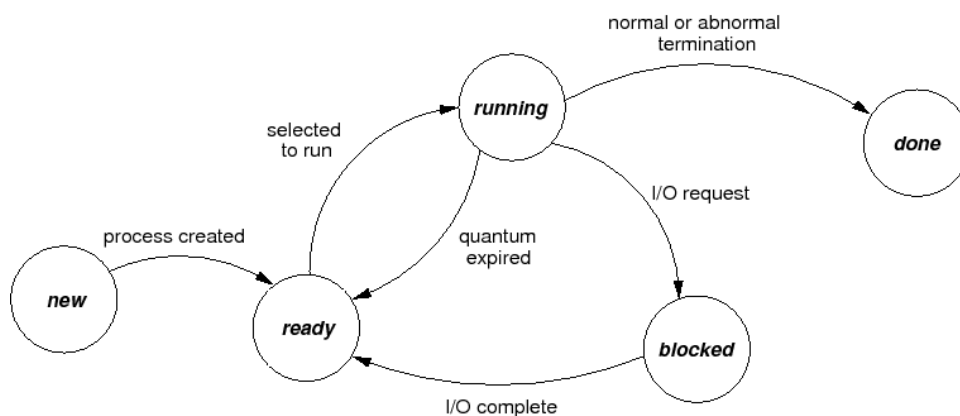 normal or abnormal
termination
running
done
selected
to run
I/O request
process created
quantum
expired
new
ready
blocked
I/O complete